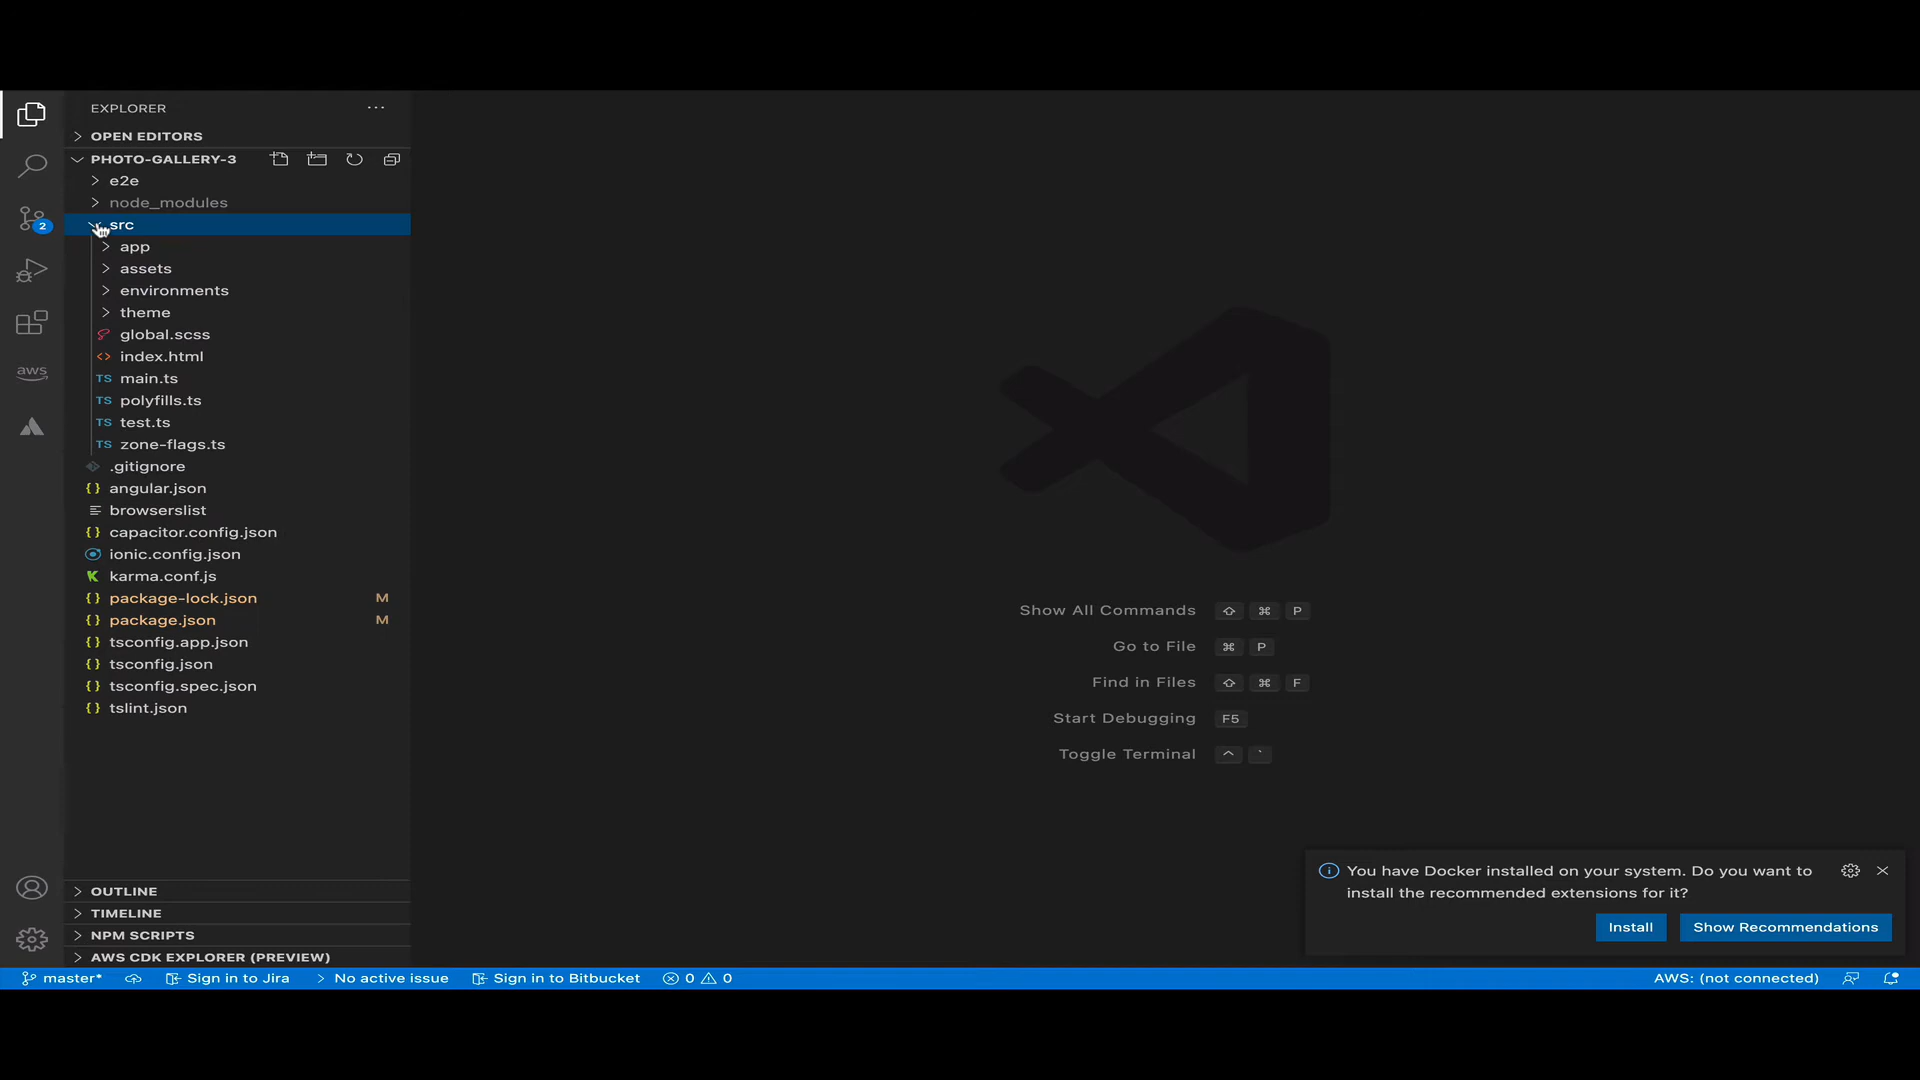 EXPLORER
OPEN EDITORS
PHOTO-GALLERY-3
e2e
node_modules
src
app
assets
environments
theme
global.scss
<> index.html
TS main.ts
TS polyfills.ts
TS test.ts
TS zone-flags.ts
.gitignore
{} angular.json
browserslist
{} capacitor.config.json
ionic.config.json
karma.conf.js
{} package-lock.json M
{} package.json M
{} tsconfig.app.json
{} tsconfig.json
{} tsconfig.spec.json
{} tslint.json
OUTLINE
TIMELINE
NPM SCRIPTS
AWS CDK EXPLORER (PREVIEW)
2
aws
Show All Commands ⇧ ⌘ P
Go to File ⌘ P
Find in Files ⇧ ⌘ F
Start Debugging F5
Toggle Terminal ^ `
You have Docker installed on your system. Do you want to
install the recommended extensions for it?
Install Show Recommendations
master* Sign in to Jira No active issue Sign in to Bitbucket 0 0 AWS: (not connected)